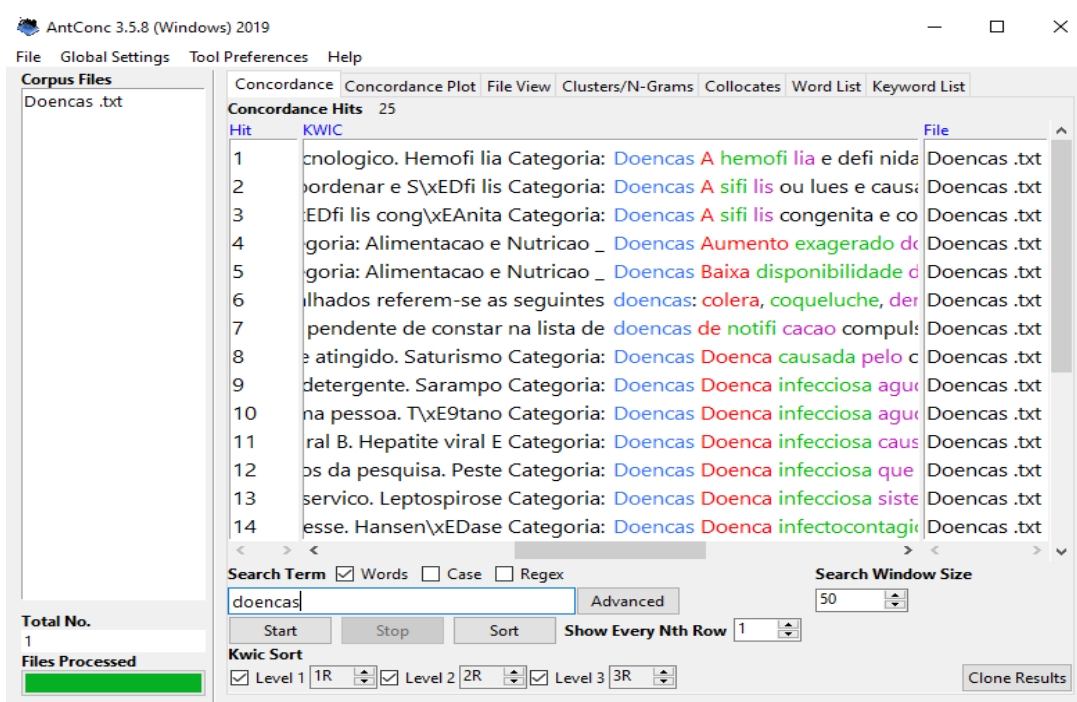 AntConc 3.5.8 (Windows) 2019
File Global Settings Tool Preferences Help
Corpus Files
Doencas .txt
Concordance Concordance Plot File View Clusters/N-Grams Collocates Word List Keyword List
Concordance Hits 25
Hit KWIC File
1 cnologico. Hemofi lia Categoria: Doencas A hemofi lia e defi nida Doencas .txt
2 oordenar e S\xEDfi lis Categoria: Doencas A sifi lis ou lues e causa Doencas .txt
3 :EDfi lis cong\xEAnita Categoria: Doencas A sifi lis congenita e co Doencas .txt
4 goria: Alimentacao e Nutricao _ Doencas Aumento exagerado do Doencas .txt
5 goria: Alimentacao e Nutricao _ Doencas Baixa disponibilidade d Doencas .txt
6 lhados referem-se as seguintes doencas: colera, coqueluche, der Doencas .txt
7 pendente de constar na lista de doencas de notifi cacao compuls Doencas .txt
8 e atingido. Saturismo Categoria: Doencas Doenca causada pelo c Doencas .txt
9 detergente. Sarampo Categoria: Doencas Doenca infecciosa agud Doencas .txt
10 na pessoa. T\xE9tano Categoria: Doencas Doenca infecciosa agud Doencas .txt
11 ral B. Hepatite viral E Categoria: Doencas Doenca infecciosa caus Doencas .txt
12 os da pesquisa. Peste Categoria: Doencas Doenca infecciosa que Doencas .txt
13 servico. Leptospirose Categoria: Doencas Doenca infecciosa siste Doencas .txt
14 esse. Hansen\xEDase Categoria: Doencas Doenca infectocontagio Doencas .txt
Search Term Words Case Regex Search Window Size
doencas Advanced 50
Start Stop Sort Show Every Nth Row 1
Total No.
1
Files Processed
Kwic Sort
Level 1 1R Level 2 2R Level 3 3R Clone Results